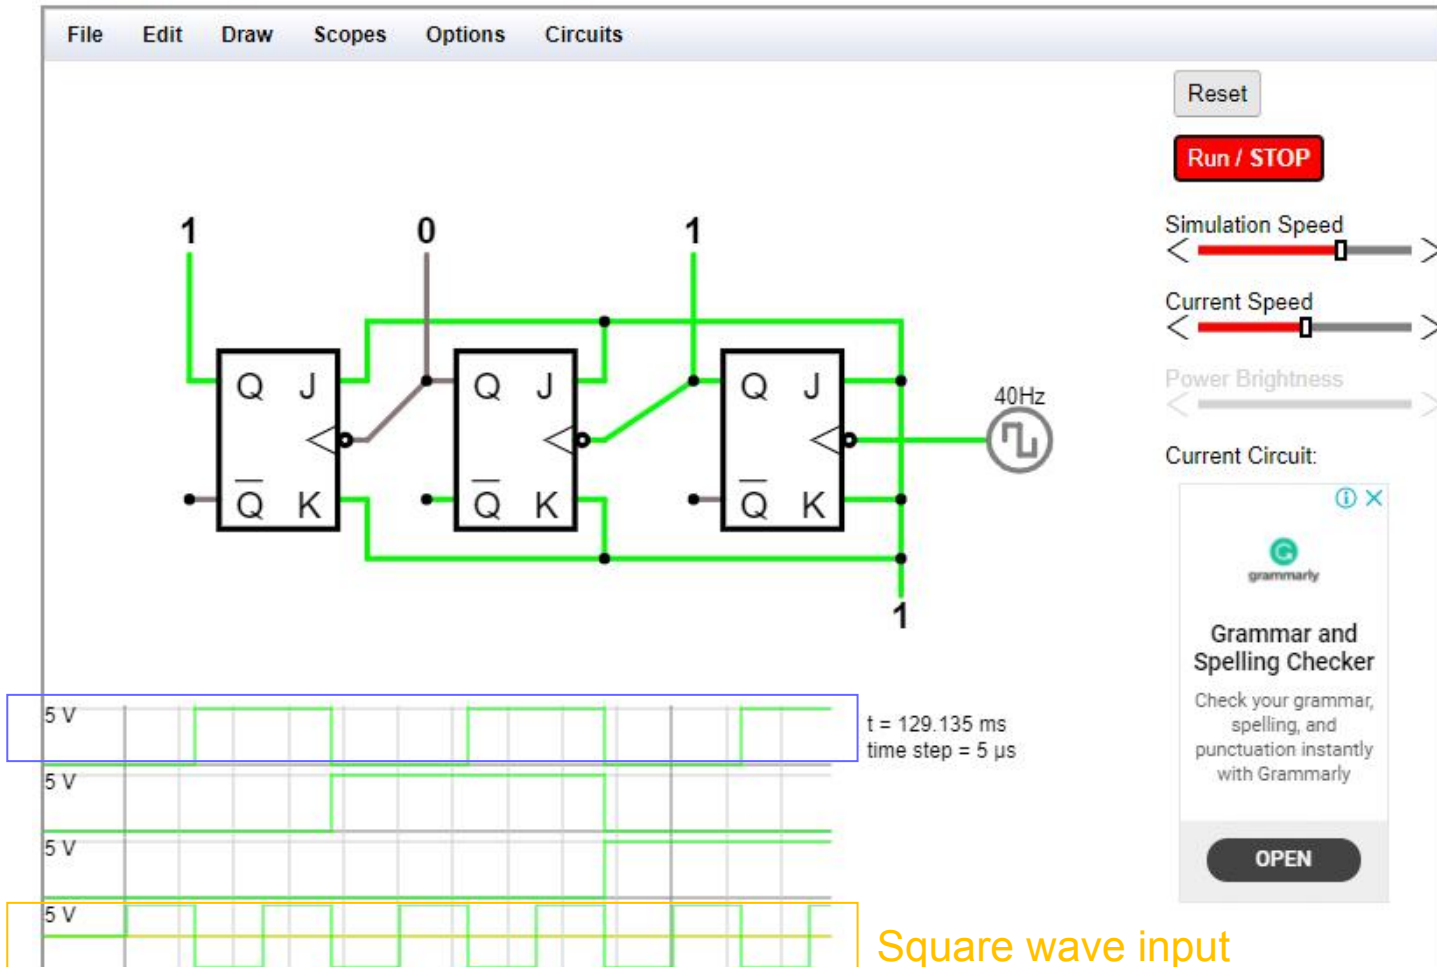 File Edit Draw Scopes Options Circuits
Reset
Run / STOP
Simulation Speed
Current Speed
Power Brightness
Current Circuit:
1 0 1
Q J Q J Q J
40Hz
Q K Q K Q K
1
grammarly
Grammar and
Spelling Checker
Check your grammar,
spelling, and
punctuation instantly
with Grammarly
OPEN
5 V
t = 129.135 ms
time step = 5 µs
5 V
5 V
5 V
Square wave input